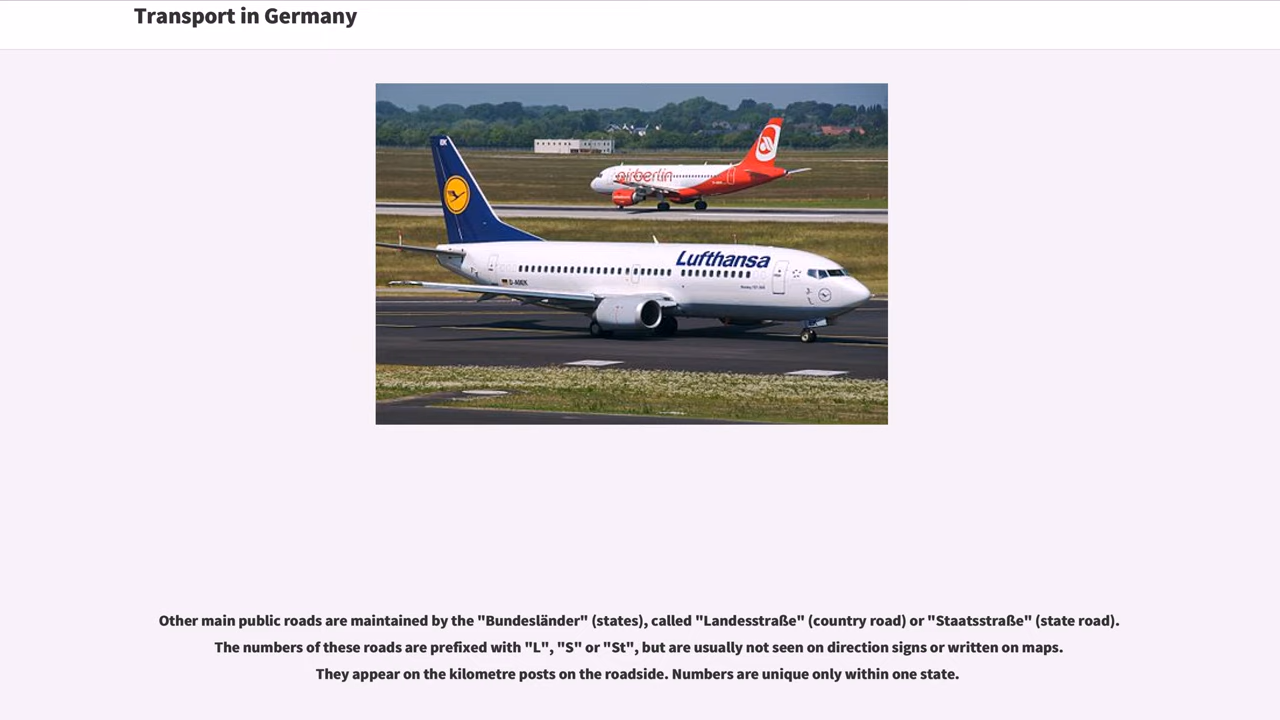 Transport in Germany
airberlin
Lufthansa
Other main public roads are maintained by the "Bundesländer" (states), called "Landesstraße" (country road) or "Staatsstraße" (state road).
The numbers of these roads are prefixed with "L", "S" or "St", but are usually not seen on direction signs or written on maps.
They appear on the kilometre posts on the roadside. Numbers are unique only within one state.